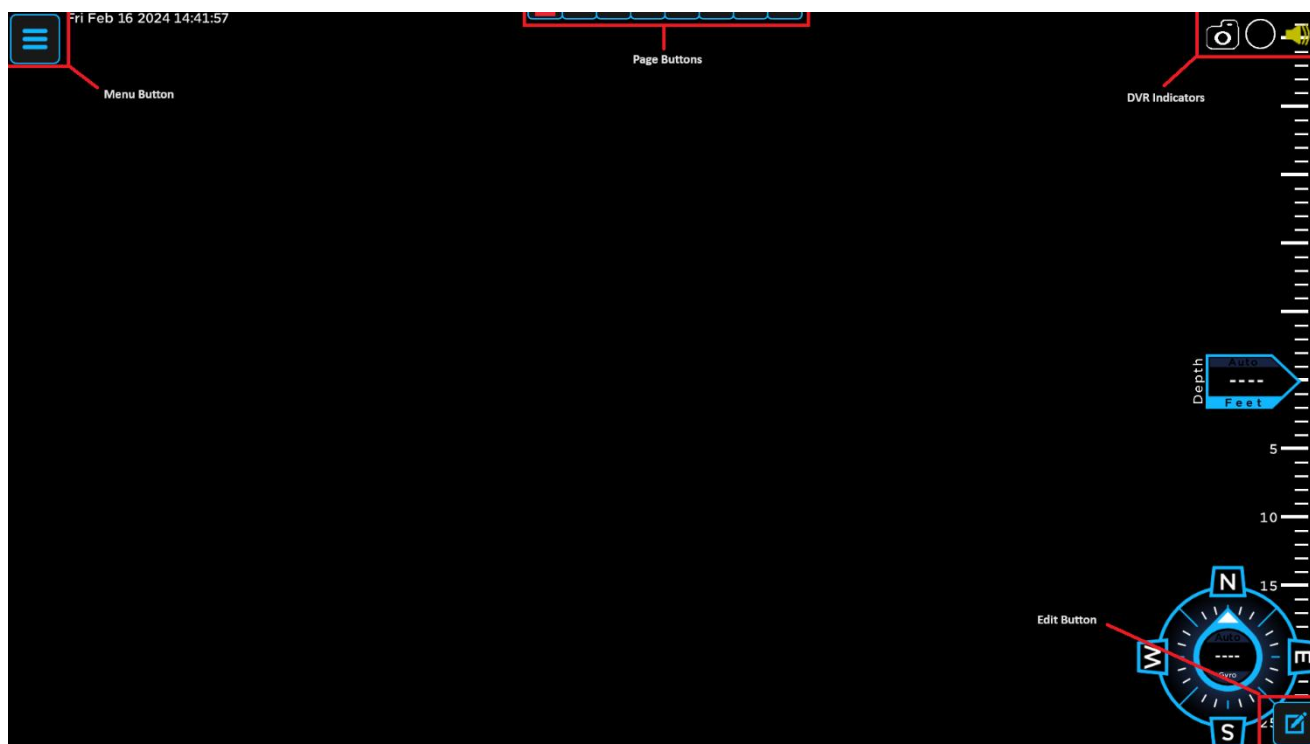 Fri Feb 16 2024 14:41:57
Page Buttons
Menu Button
DVR Indicators
Depth
Auto
----
Feet
5
10
N
15
Edit Button
Auto
W
----
E
Gyro
S
25